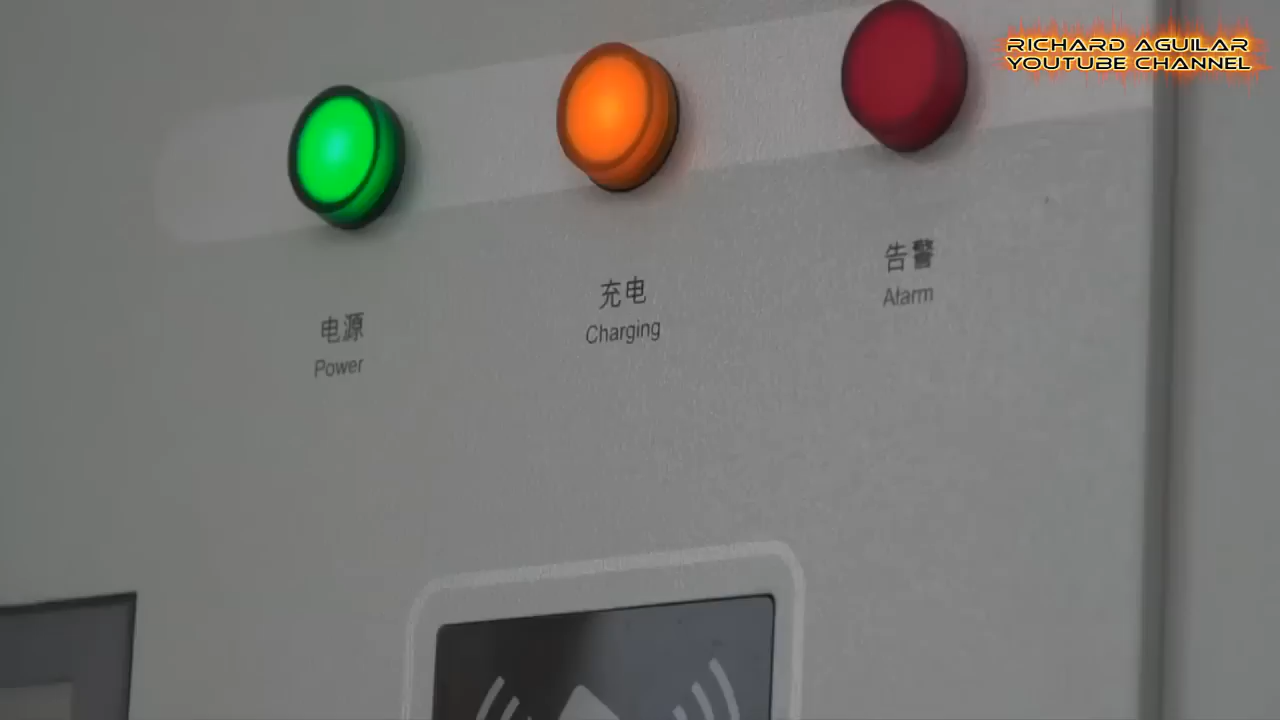 RICHARD AGUILAR
YOUTUBE CHANNEL
电源
Power
充电
Charging
告警
Alarm